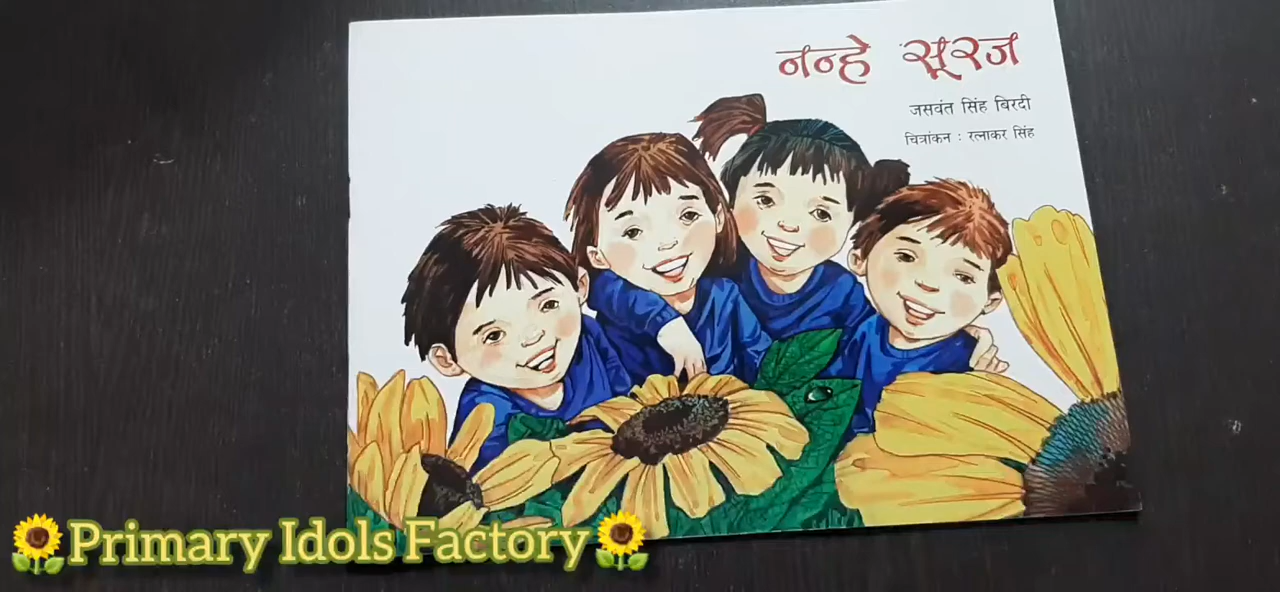 नन्हे सूरज
जसवंत सिंह बिरदी
चित्रांकन : रत्नाकर सिंह
🌻Primary Idols Factory🌻